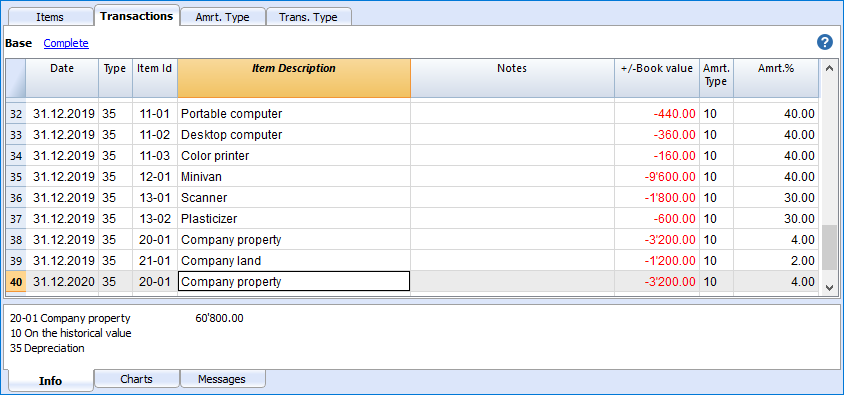 Items Transactions Amrt. Type Trans. Type
Base Complete ?
Date Type Item Id Item Description Notes +/-Book value Amrt. Type Amrt.%
32 31.12.2019 35 11-01 Portable computer -440.00 10 40.00
33 31.12.2019 35 11-02 Desktop computer -360.00 10 40.00
34 31.12.2019 35 11-03 Color printer -160.00 10 40.00
35 31.12.2019 35 12-01 Minivan -9'600.00 10 40.00
36 31.12.2019 35 13-01 Scanner -1'800.00 10 30.00
37 31.12.2019 35 13-02 Plasticizer -600.00 10 30.00
38 31.12.2019 35 20-01 Company property -3'200.00 10 4.00
39 31.12.2019 35 21-01 Company land -1'200.00 10 2.00
40 31.12.2020 35 20-01 Company property -3'200.00 10 4.00
20-01 Company property 60'800.00
10 On the historical value
35 Depreciation
Info Charts Messages